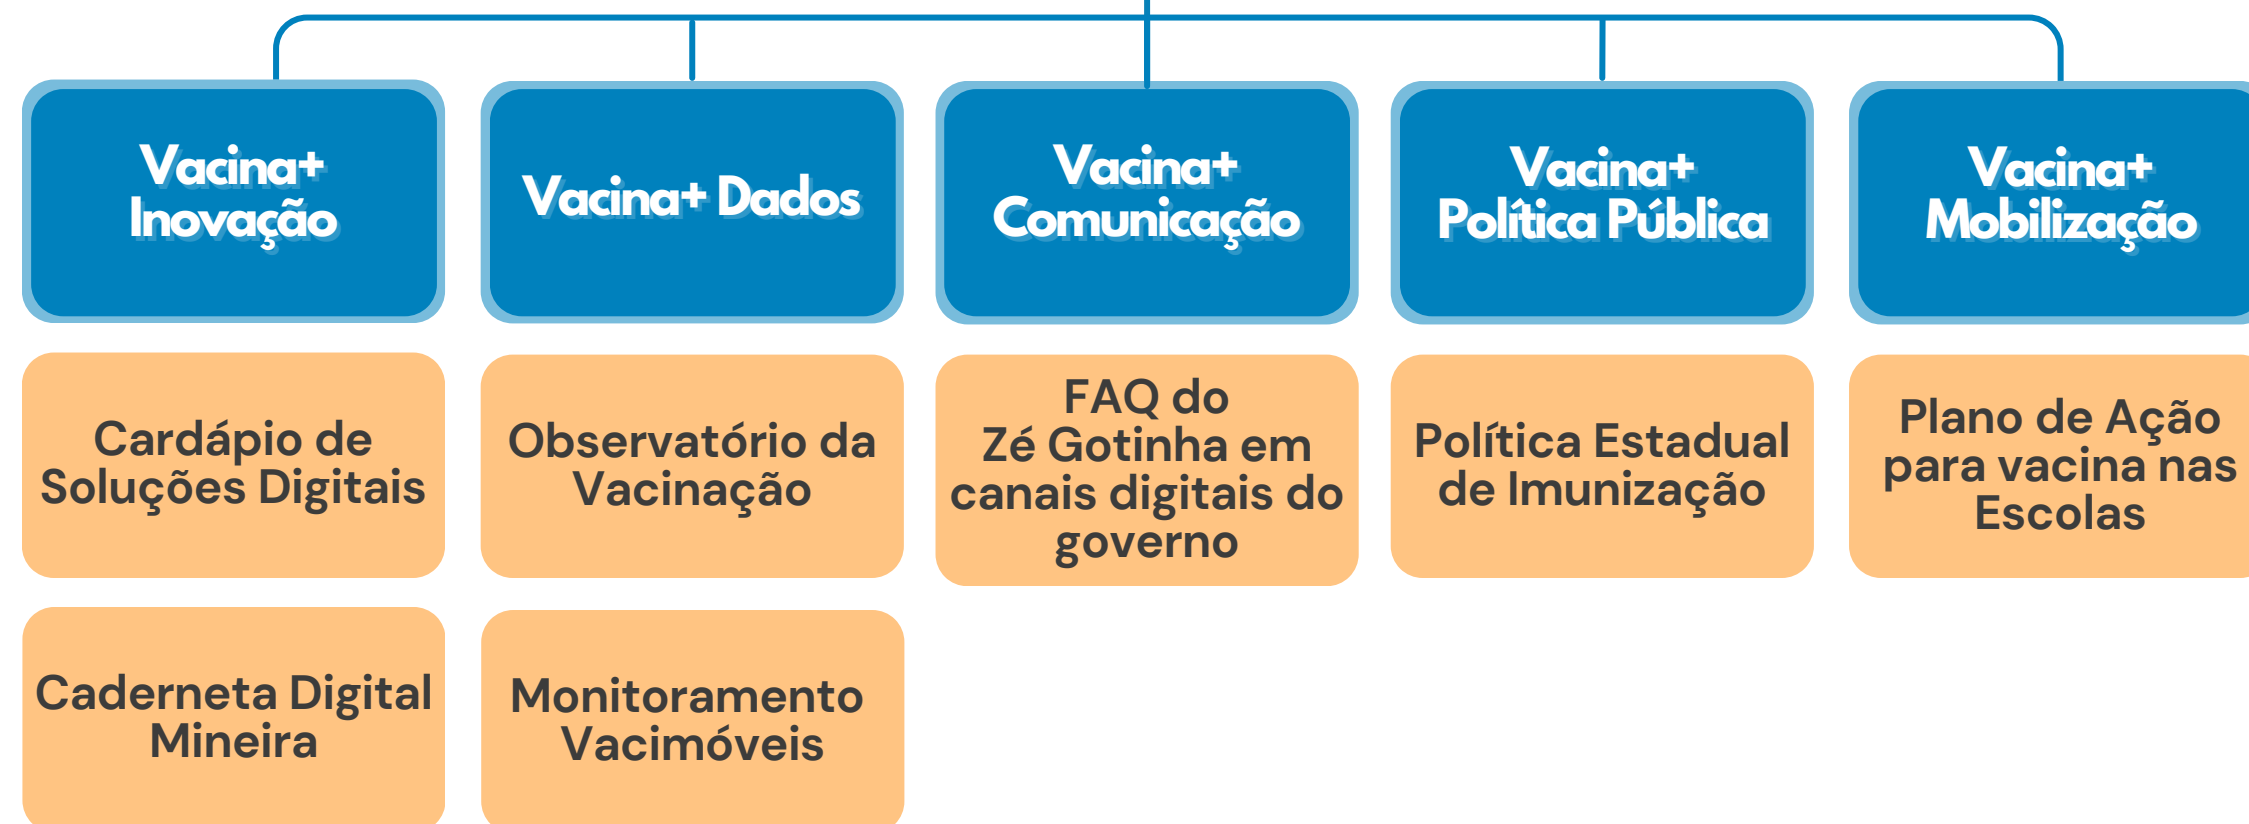 Vacina+
Inovação
Vacina+ Dados
Vacina+
Comunicação
Vacina+
Política Pública
Vacina+
Mobilização
Cardápio de
Soluções Digitais
Observatório da
Vacinação
FAQ do
Zé Gotinha em
canais digitais do
governo
Política Estadual
de Imunização
Plano de Ação
para vacina nas
Escolas
Caderneta Digital
Mineira
Monitoramento
Vacimóveis